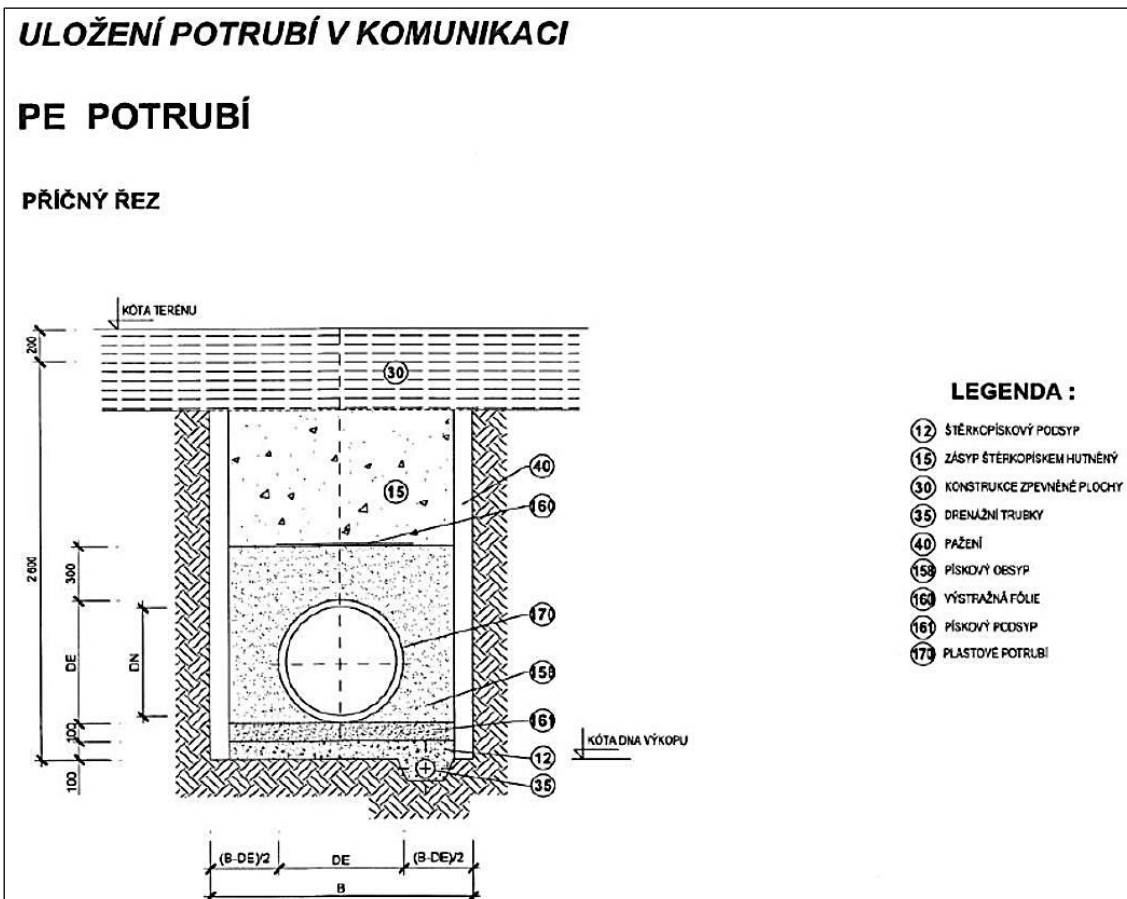 ULOŽENÍ POTRUBÍ V KOMUNIKACI
PE POTRUBÍ
PŘÍČNÝ ŘEZ
KÓTA TERÉNU
200
30
15
40
160
2 600
300
DE
DN
170
158
161
100
12
KÓTA DNA VÝKOPU
100
35
(B-DE)/2
DE
(B-DE)/2
B
LEGENDA :
12 ŠTĚRKOPÍSKOVÝ PODSYP
15 ZÁSYP ŠTĚRKOPÍSKEM HUTNĚNÝ
30 KONSTRUKCE ZPEVNĚNÉ PLOCHY
35 DRENÁŽNÍ TRUBKY
40 PAŽENÍ
158 PÍSKOVÝ OBSYP
160 VÝSTRAŽNÁ FÓLIE
161 PÍSKOVÝ PODSYP
170 PLASTOVÉ POTRUBÍ